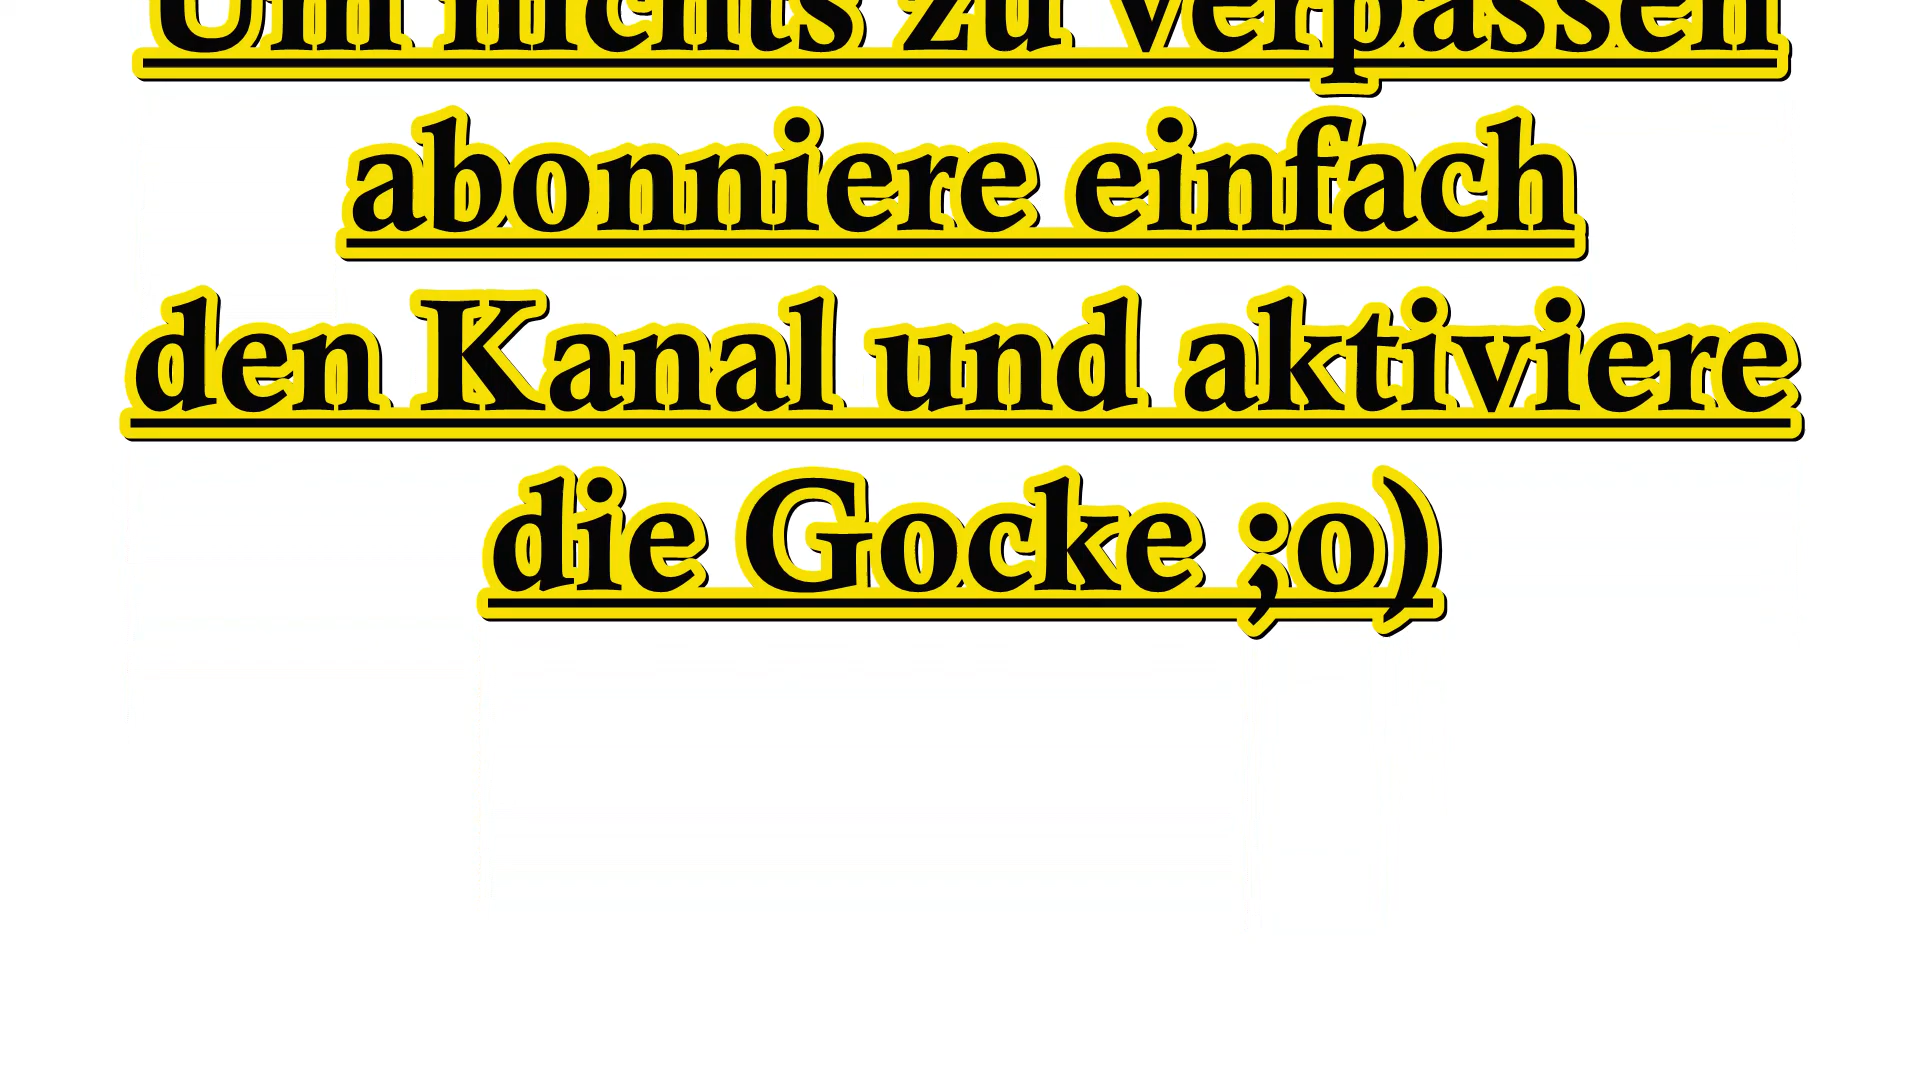 Um nichts zu verpassen
abonniere einfach
den Kanal und aktiviere
die Gocke ;o)